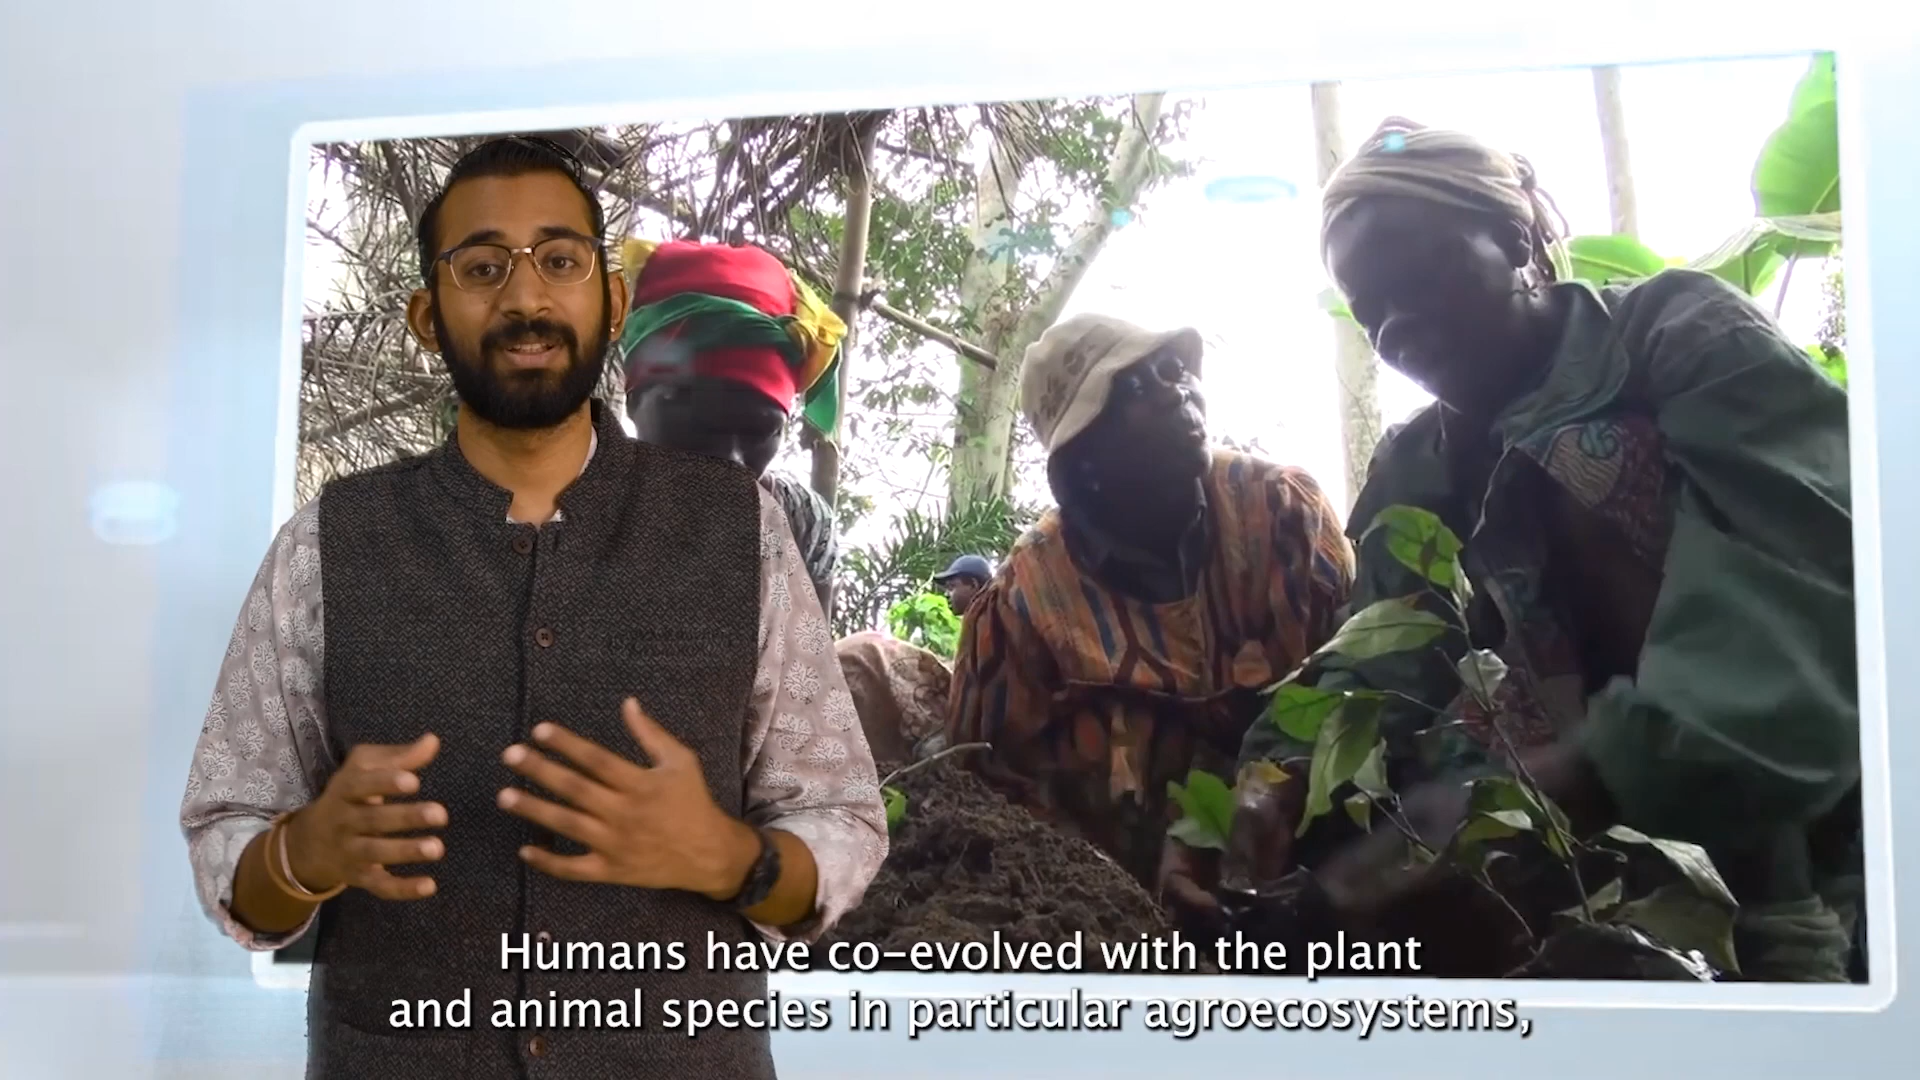 Humans have co-evolved with the plant
and animal species in particular agroecosystems,